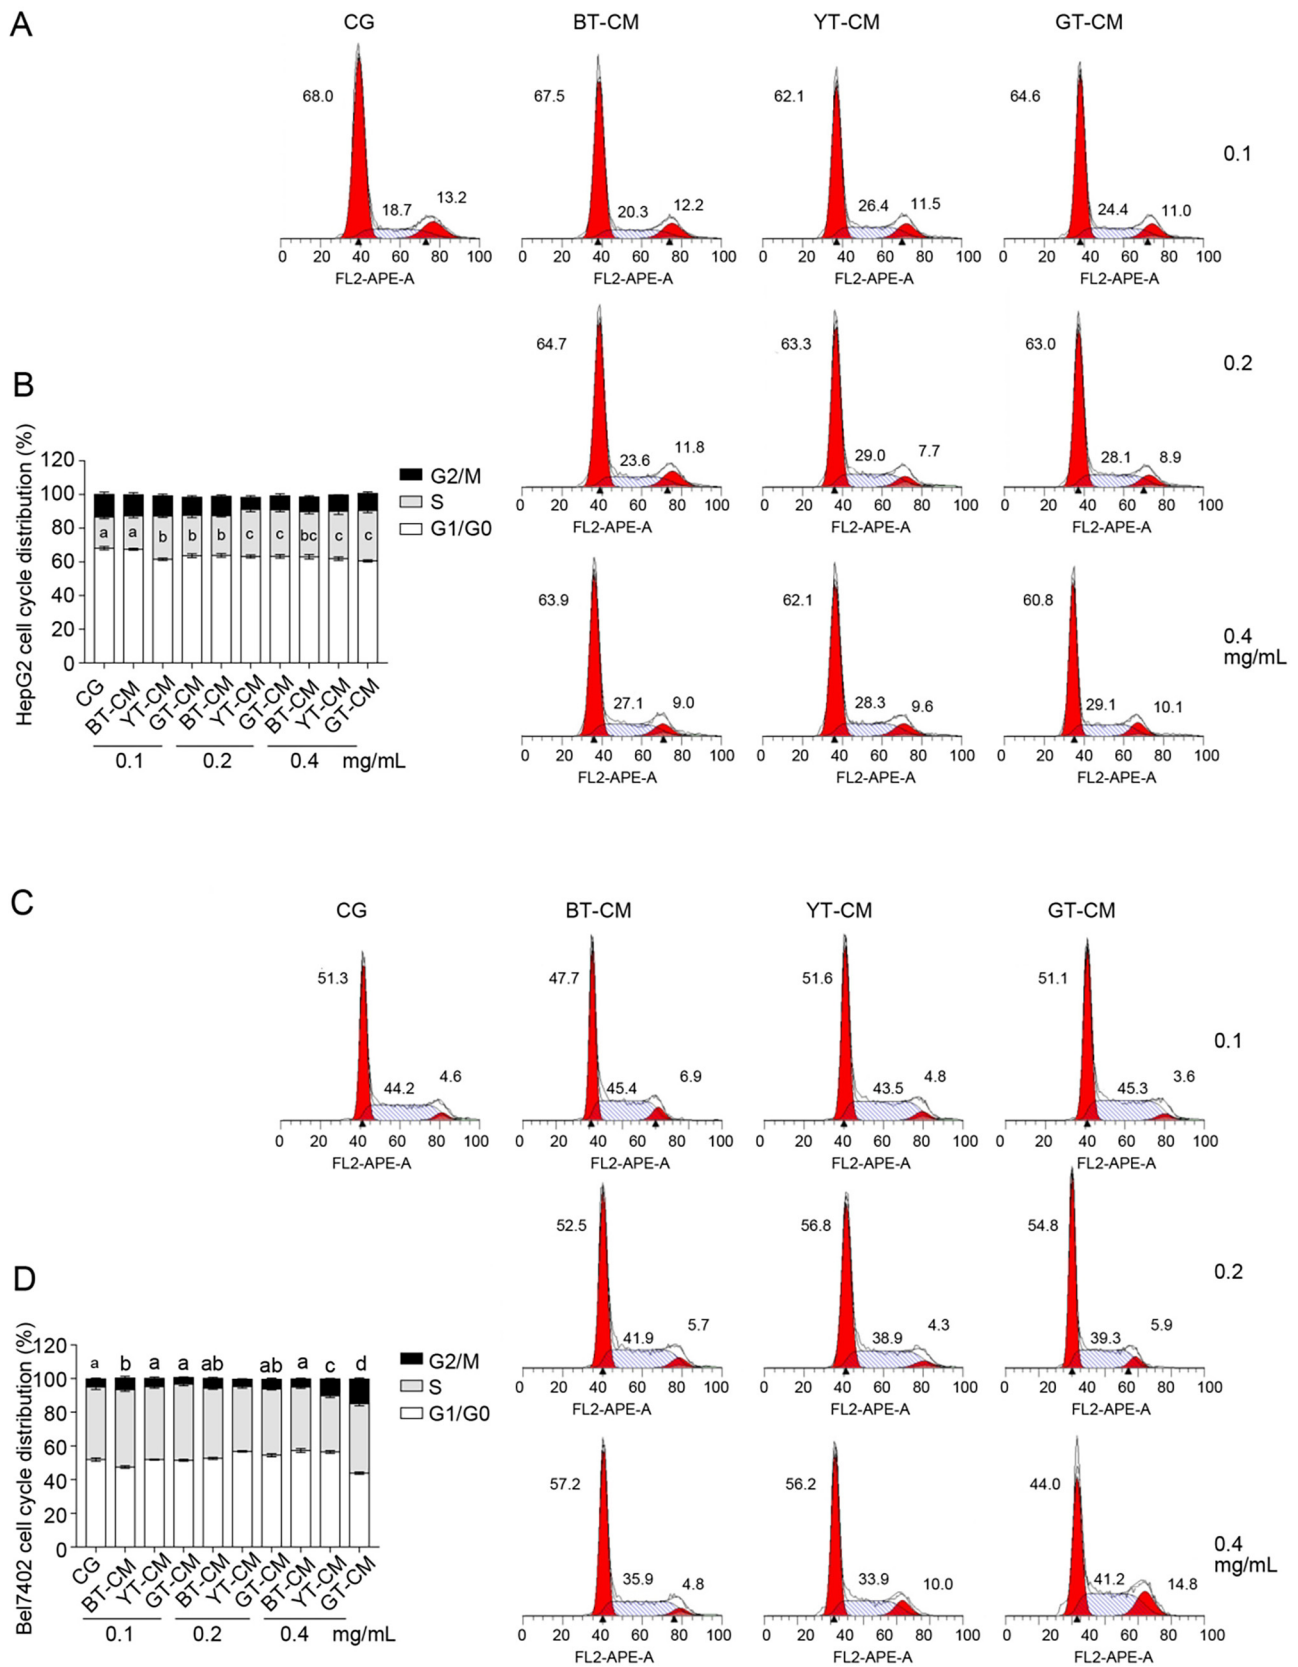 A
CG BT-CM YT-CM GT-CM
68.0 18.7 13.2
67.5 20.3 12.2
62.1 26.4 11.5
64.6 24.4 11.0
0.1
0 20 40 60 80 100
0 20 40 60 80 100
0 20 40 60 80 100
0 20 40 60 80 100
FL2-APE-A FL2-APE-A FL2-APE-A FL2-APE-A
64.7 23.6 11.8
63.3 29.0 7.7
63.0 28.1 8.9
0.2
0 20 40 60 80 100
0 20 40 60 80 100
0 20 40 60 80 100
FL2-APE-A FL2-APE-A FL2-APE-A
63.9 27.1 9.0
62.1 28.3 9.6
60.8 29.1 10.1
0.4
mg/mL
0 20 40 60 80 100
0 20 40 60 80 100
0 20 40 60 80 100
FL2-APE-A FL2-APE-A FL2-APE-A
B
HepG2 cell cycle distribution (%)
120
100
80
60
40
20
0
G2/M
S
G1/G0
a a b b b c c bc c c
CG BT-CM YT-CM GT-CM BT-CM YT-CM GT-CM BT-CM YT-CM GT-CM
0.1 0.2 0.4 mg/mL
C
CG BT-CM YT-CM GT-CM
51.3 44.2 4.6
47.7 45.4 6.9
51.6 43.5 4.8
51.1 45.3 3.6
0.1
0 20 40 60 80 100
0 20 40 60 80 100
0 20 40 60 80 100
0 20 40 60 80 100
FL2-APE-A FL2-APE-A FL2-APE-A FL2-APE-A
52.5 41.9 5.7
56.8 38.9 4.3
54.8 39.3 5.9
0.2
0 20 40 60 80 100
0 20 40 60 80 100
0 20 40 60 80 100
FL2-APE-A FL2-APE-A FL2-APE-A
57.2 35.9 4.8
56.2 33.9 10.0
44.0 41.2 14.8
0.4
mg/mL
0 20 40 60 80 100
0 20 40 60 80 100
0 20 40 60 80 100
FL2-APE-A FL2-APE-A FL2-APE-A
D
Bel7402 cell cycle distribution (%)
120
100
80
60
40
20
0
G2/M
S
G1/G0
a b a a ab ab a c d
CG BT-CM YT-CM GT-CM BT-CM YT-CM GT-CM BT-CM YT-CM GT-CM
0.1 0.2 0.4 mg/mL